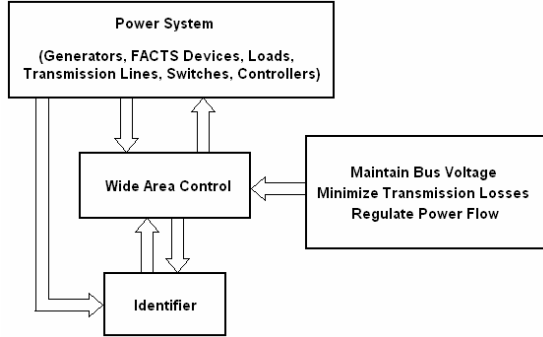 Power System
(Generators, FACTS Devices, Loads,
Transmission Lines, Switches, Controllers)
Wide Area Control
Maintain Bus Voltage
Minimize Transmission Losses
Regulate Power Flow
Identifier